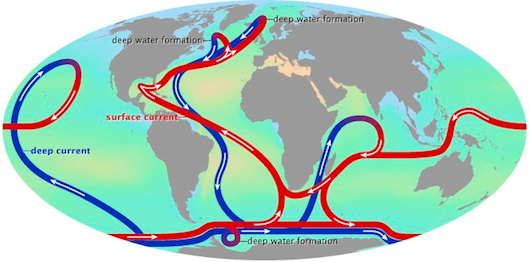 deep water formation
deep water formation
surface current
deep current
deep water formation